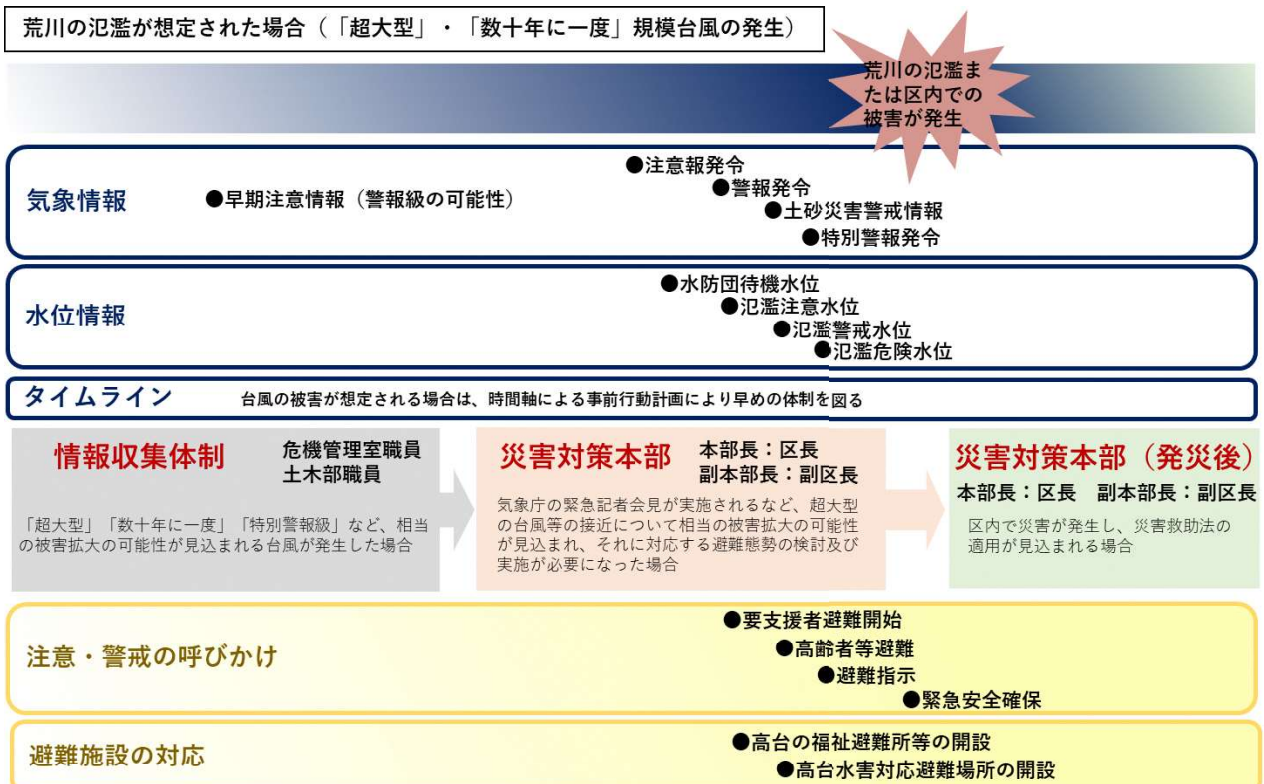 荒川の氾濫が想定された場合（「超大型」・「数十年に一度」規模台風の発生）
荒川の氾濫ま
たは区内での
被害が発生
気象情報
●早期注意情報（警報級の可能性）
●注意報発令
●警報発令
●土砂災害警戒情報
●特別警報発令
水位情報
●水防団待機水位
●氾濫注意水位
●氾濫警戒水位
●氾濫危険水位
タイムライン
台風の被害が想定される場合は、時間軸による事前行動計画により早めの体制を図る
情報収集体制
危機管理室職員
土木部職員
「超大型」「数十年に一度」「特別警報級」など、相当
の被害拡大の可能性が見込まれる台風が発生した場合
災害対策本部
本部長：区長
副本部長：副区長
気象庁の緊急記者会見が実施されるなど、超大型
の台風等の接近について相当の被害拡大の可能性
が見込まれ、それに対応する避難態勢の検討及び
実施が必要になった場合
災害対策本部（発災後）
本部長：区長　副本部長：副区長
区内で災害が発生し、災害救助法の
適用が見込まれる場合
注意・警戒の呼びかけ
●要支援者避難開始
●高齢者等避難
●避難指示
●緊急安全確保
避難施設の対応
●高台の福祉避難所等の開設
●高台水害対応避難場所の開設